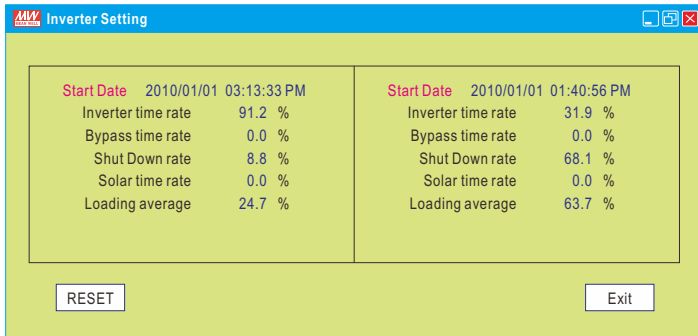 MW MEAN WELL Inverter Setting
Start Date 2010/01/01 03:13:33 PM
Inverter time rate 91.2 %
Bypass time rate 0.0 %
Shut Down rate 8.8 %
Solar time rate 0.0 %
Loading average 24.7 %
Start Date 2010/01/01 01:40:56 PM
Inverter time rate 31.9 %
Bypass time rate 0.0 %
Shut Down rate 68.1 %
Solar time rate 0.0 %
Loading average 63.7 %
RESET
Exit